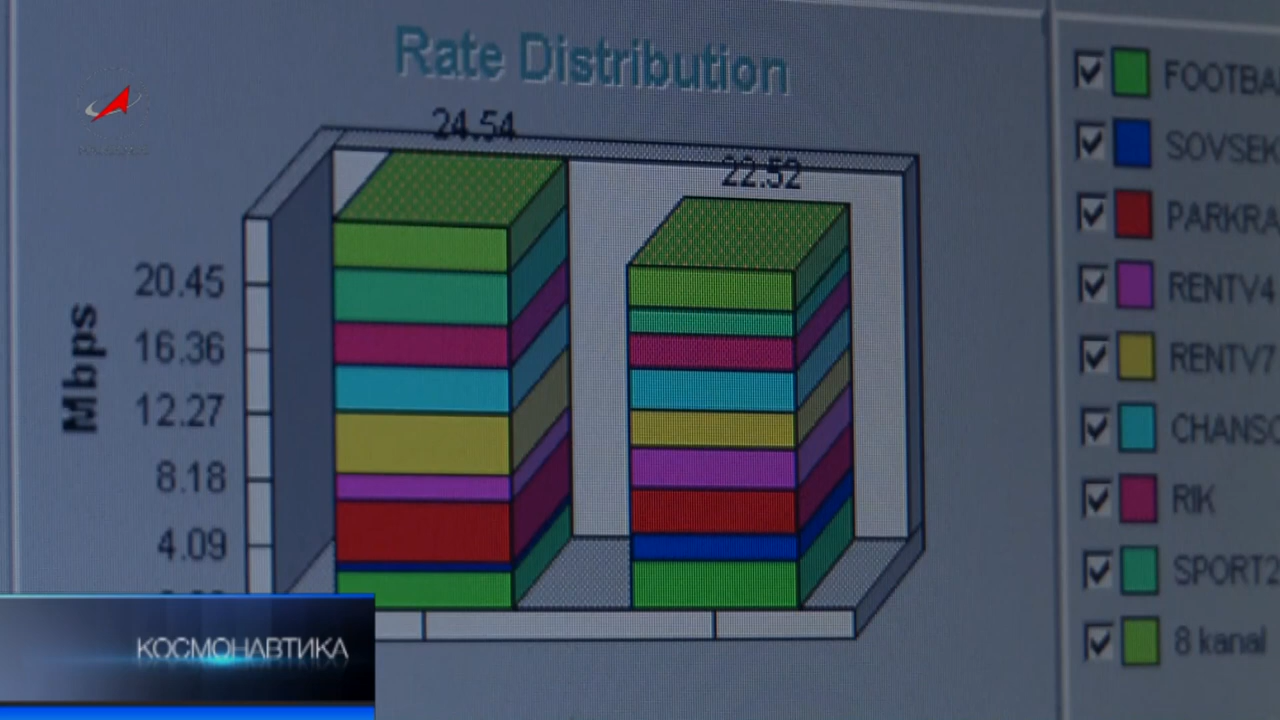 Rate Distribution
24.54
22.52
20.45
16.36
12.27
8.18
4.09
Mbps
FOOTBA
SOVSEK
PARKRA
RENTV4
RENTV7
CHANSO
RIK
SPORT2
8 kanal
КОСМОНАВТИКА